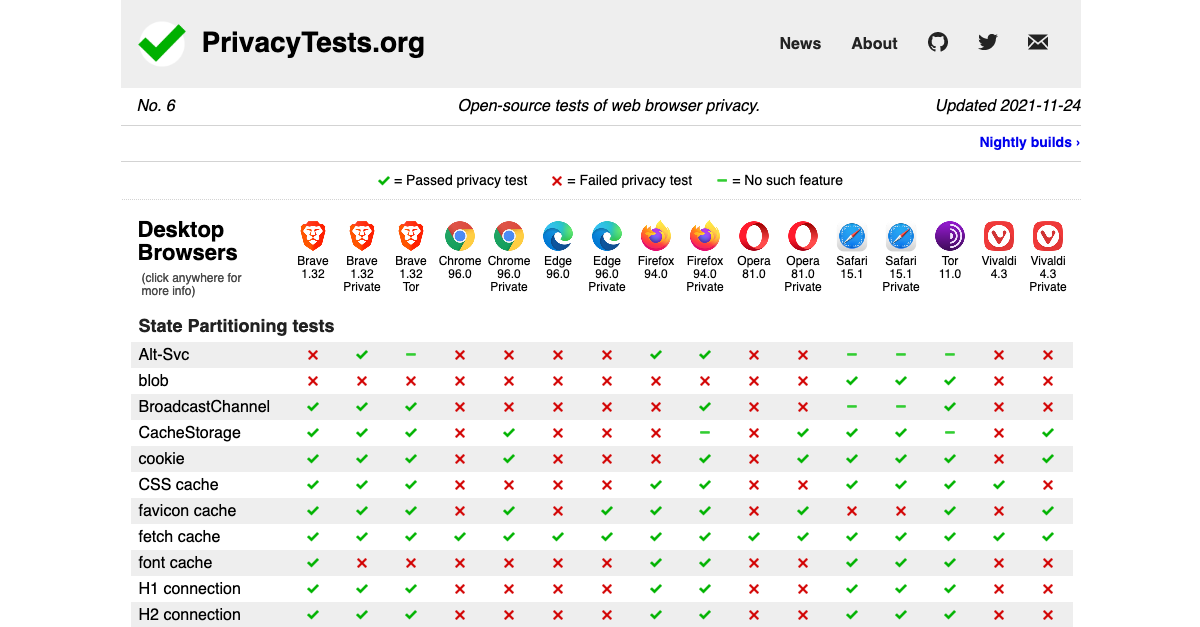 PrivacyTests.org
News About
No. 6 Open-source tests of web browser privacy. Updated 2021-11-24
Nightly builds ›
✓ = Passed privacy test ✕ = Failed privacy test − = No such feature
Desktop
Browsers
(click anywhere for
more info)
Brave
1.32
Brave
1.32
Private
Brave
1.32
Tor
Chrome
96.0
Chrome
96.0
Private
Edge
96.0
Edge
96.0
Private
Firefox
94.0
Firefox
94.0
Private
Opera
81.0
Opera
81.0
Private
Safari
15.1
Safari
15.1
Private
Tor
11.0
Vivaldi
4.3
Vivaldi
4.3
Private
State Partitioning tests
Alt-Svc
blob
BroadcastChannel
CacheStorage
cookie
CSS cache
favicon cache
fetch cache
font cache
H1 connection
H2 connection